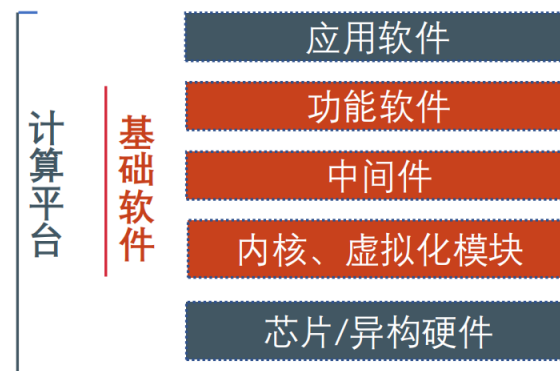 计算平台
基础软件
应用软件
功能软件
中间件
内核、虚拟化模块
芯片/异构硬件